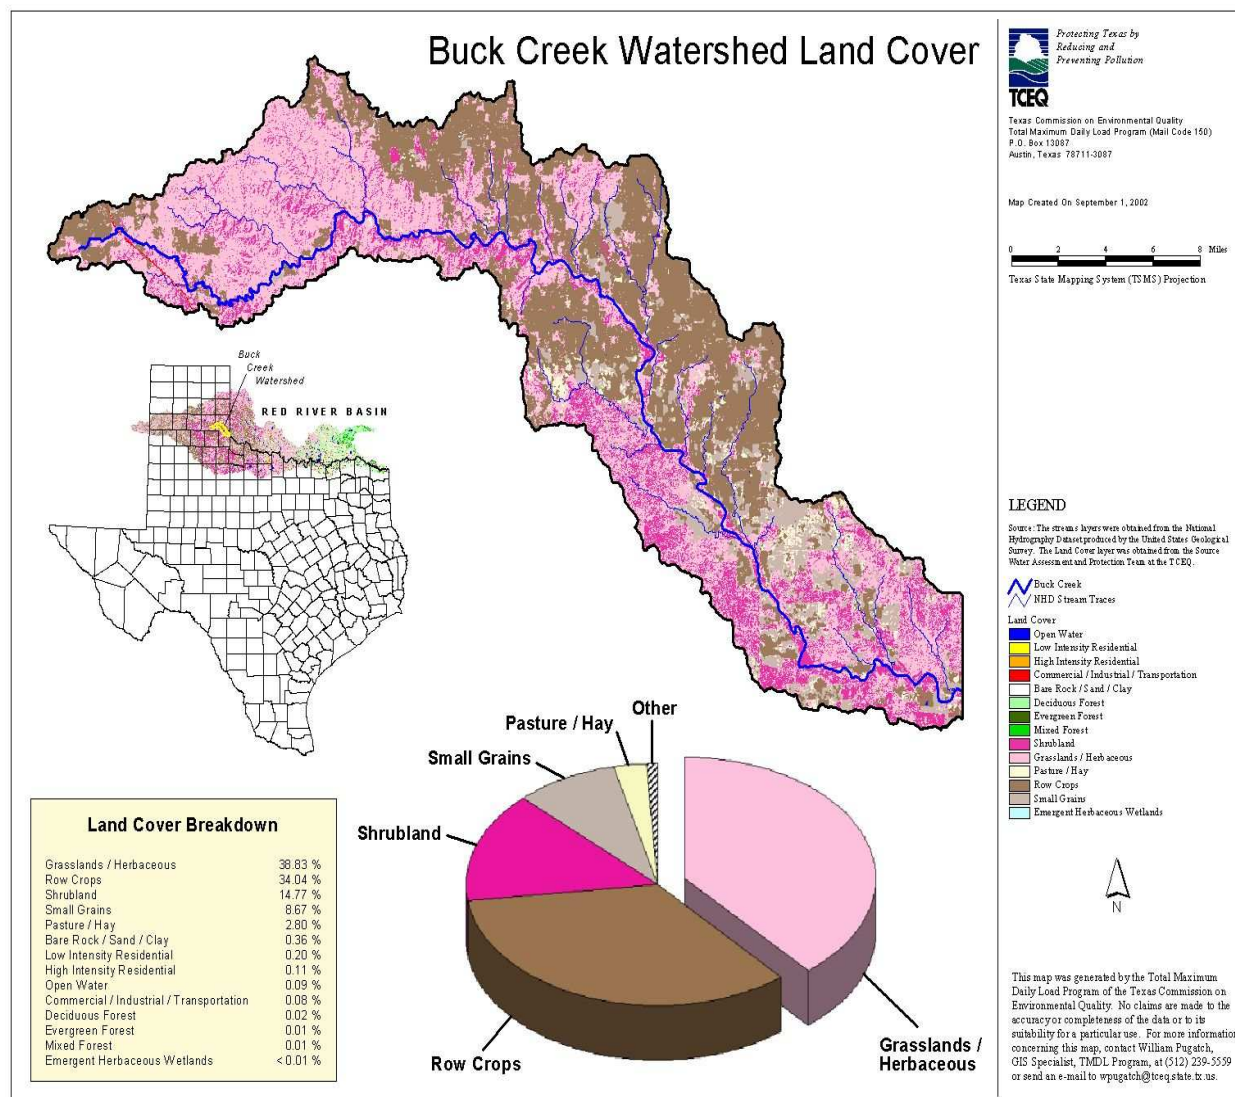 Buck Creek Watershed Land Cover
TCEQ
Protecting Texas by
Reducing and
Preventing Pollution
Texas Commission on Environmental Quality
Total Maximum Daily Load Program (Mail Code 150)
P.O. Box 13087
Austin, Texas 78711-3087
Map Created On September 1, 2002
0 2 4 6 8 Miles
Texas State Mapping System (TSMS) Projection
Buck
Creek
Watershed
RED RIVER BASIN
LEGEND
Source: The streams layers were obtained from the National
Hydrography Dataset produced by the United States Geological
Survey. The Land Cover layer was obtained from the Source
Water Assessment and Protection Team at the TCEQ.
Buck Creek
NHD Stream Traces
Land Cover
Open Water
Low Intensity Residential
High Intensity Residential
Commercial / Industrial / Transportation
Bare Rock / Sand / Clay
Deciduous Forest
Evergreen Forest
Mixed Forest
Shrubland
Grasslands / Herbaceous
Pasture / Hay
Row Crops
Small Grains
Emergent Herbaceous Wetlands
N
Other
Pasture / Hay
Small Grains
Shrubland
Row Crops
Grasslands /
Herbaceous
Land Cover Breakdown
Grasslands / Herbaceous 38.83 %
Row Crops 34.04 %
Shrubland 14.77 %
Small Grains 8.67 %
Pasture / Hay 2.80 %
Bare Rock / Sand / Clay 0.36 %
Low Intensity Residential 0.20 %
High Intensity Residential 0.11 %
Open Water 0.09 %
Commercial / Industrial / Transportation 0.08 %
Deciduous Forest 0.02 %
Evergreen Forest 0.01 %
Mixed Forest 0.01 %
Emergent Herbaceous Wetlands < 0.01 %
This map was generated by the Total Maximum
Daily Load Program of the Texas Commission on
Environmental Quality. No claims are made to the
accuracy or completeness of the data or to its
suitability for a particular use. For more information
concerning this map, contact William Pugatch,
GIS Specialist, TMDL Program, at (512) 239-5559
or send an e-mail to wpugatch@tceq.state.tx.us.